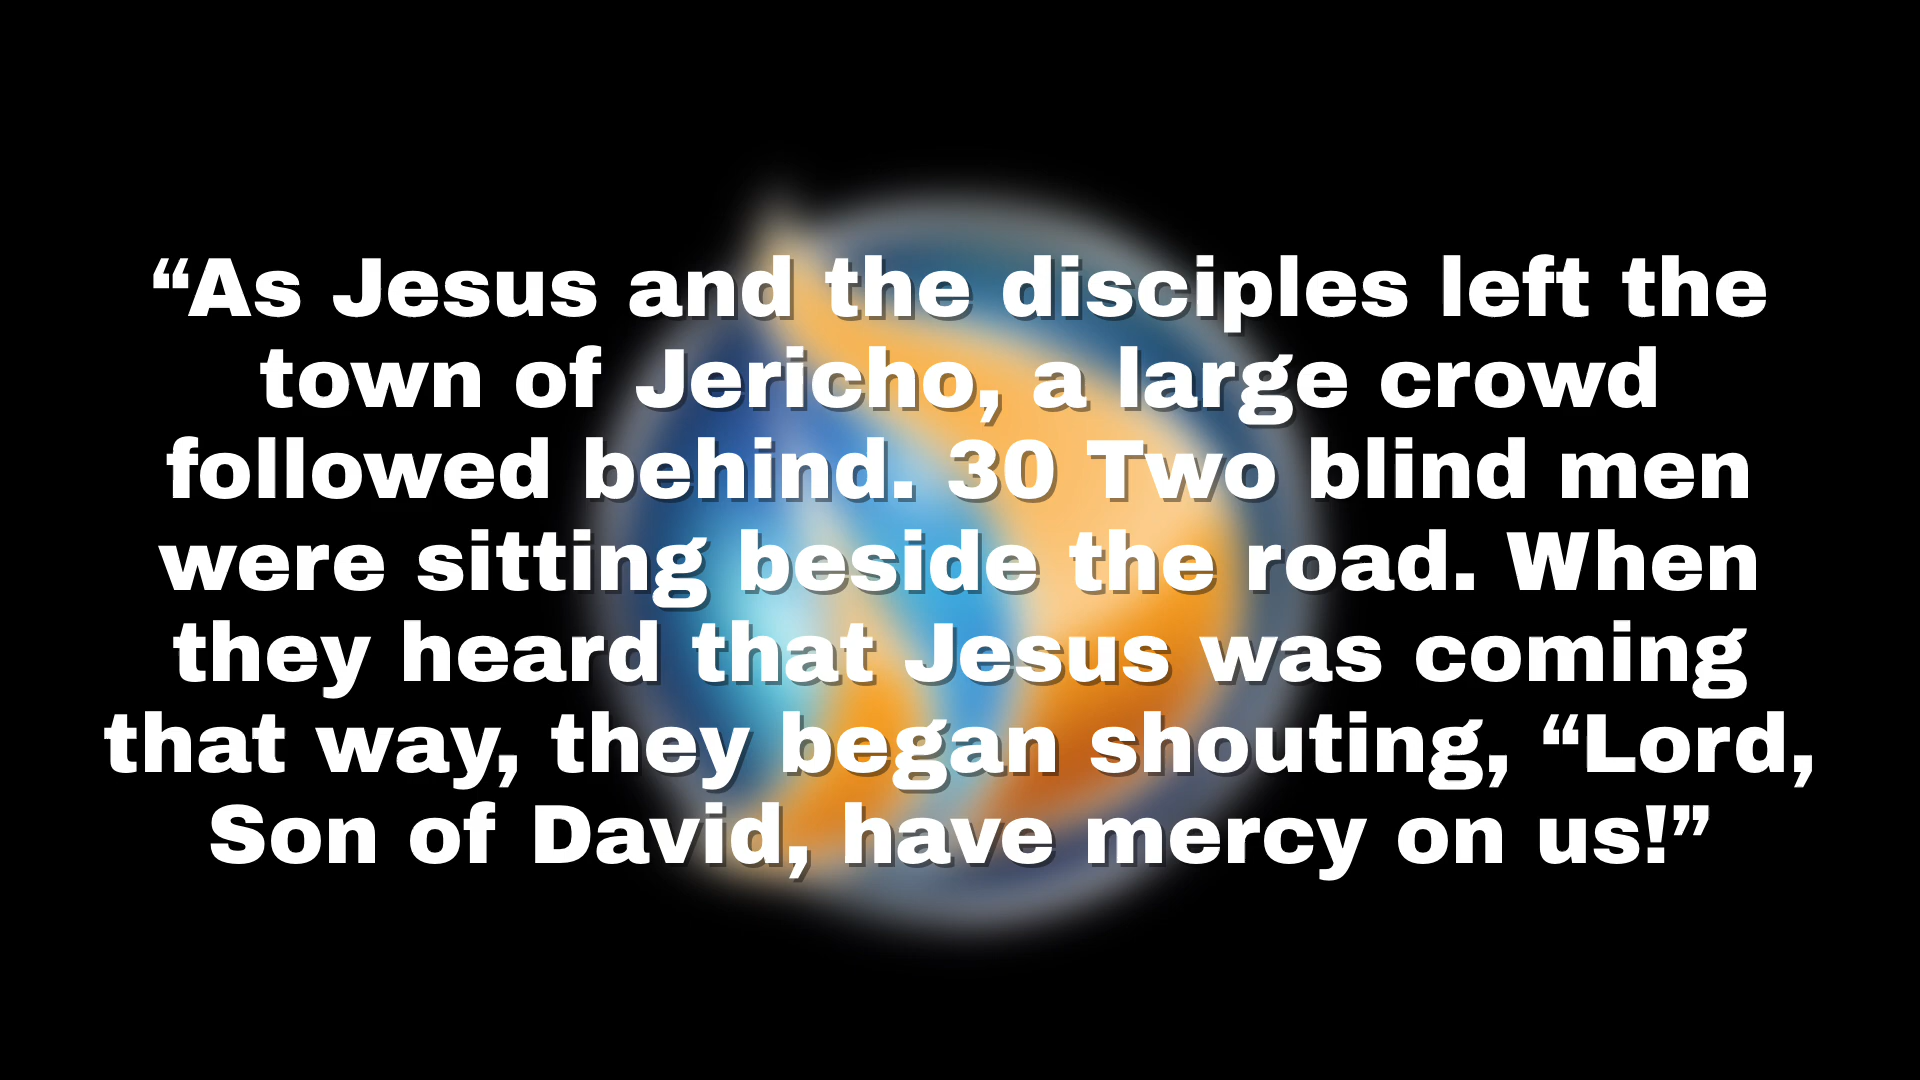 “As Jesus and the disciples left the
town of Jericho, a large crowd
followed behind. 30 Two blind men
were sitting beside the road. When
they heard that Jesus was coming
that way, they began shouting, “Lord,
Son of David, have mercy on us!”